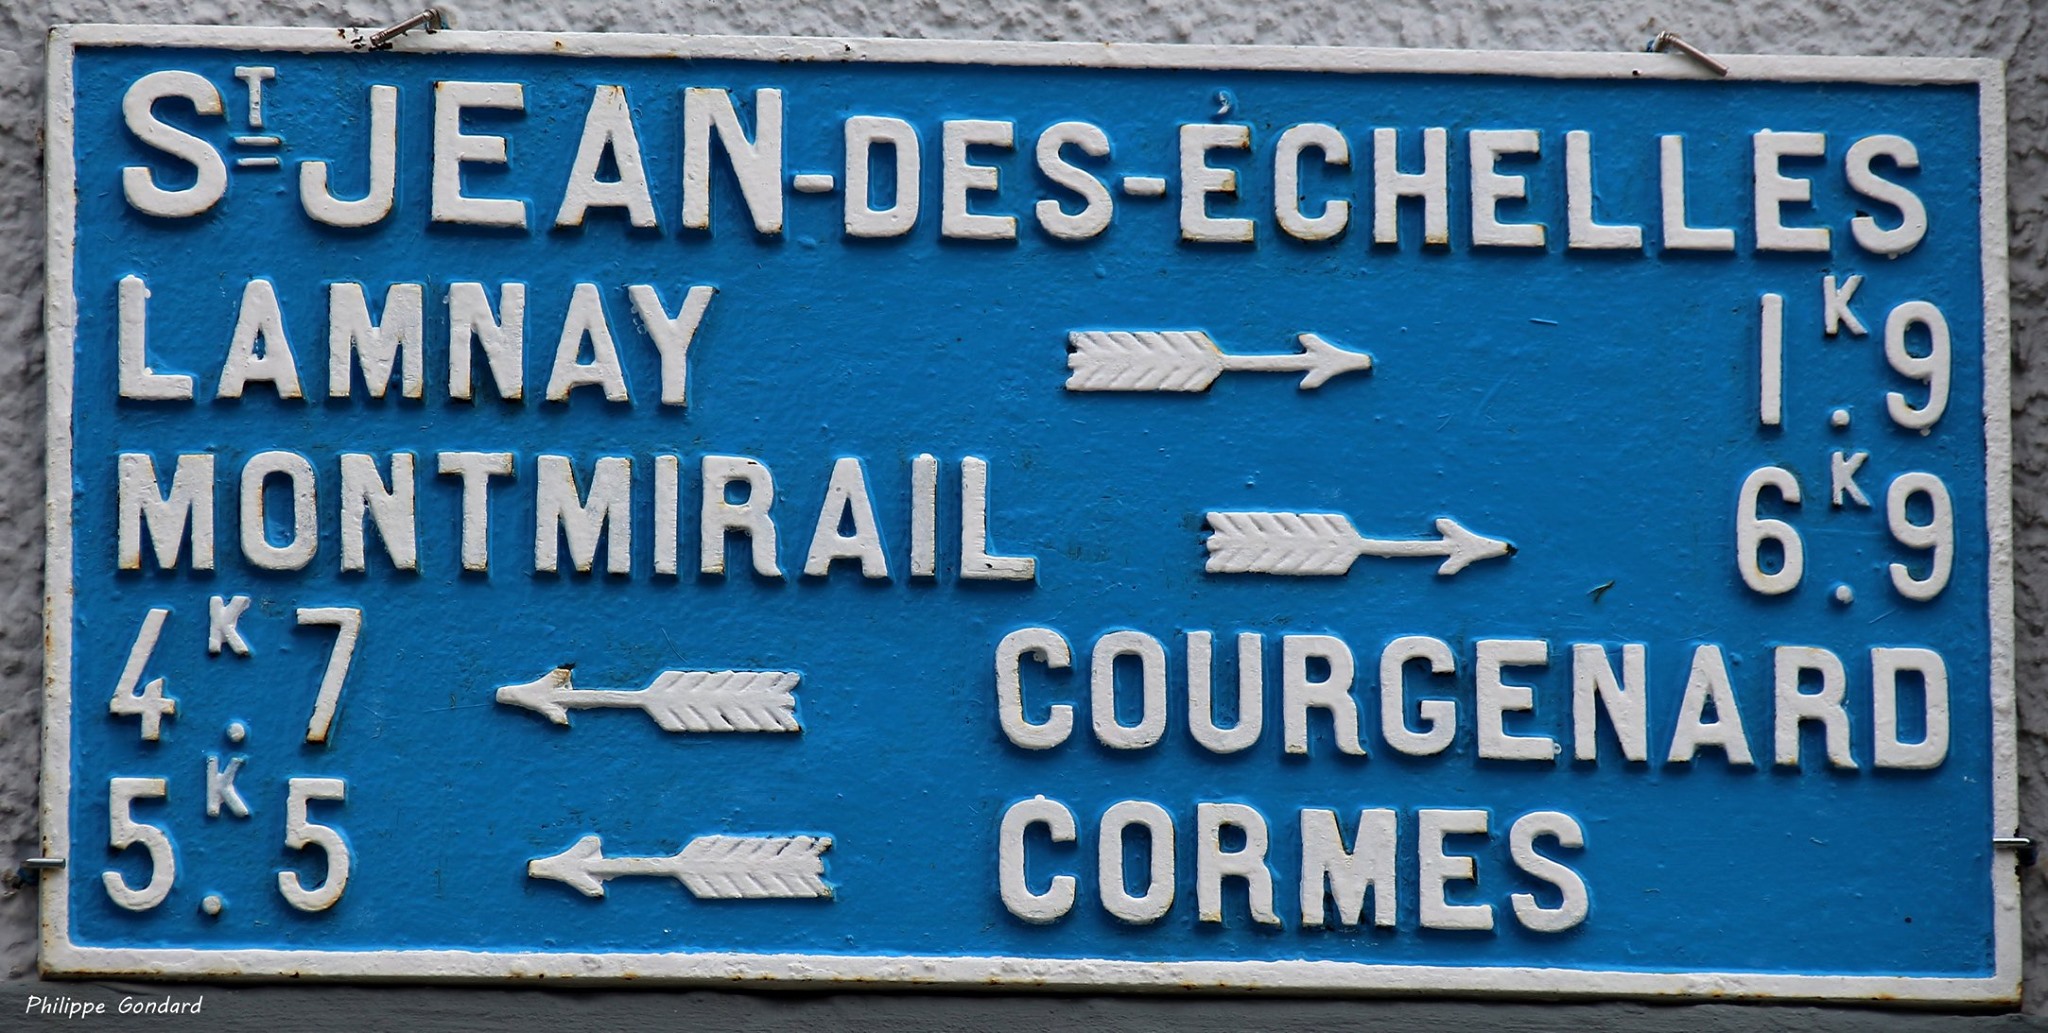 ST JEAN-DES-ÉCHELLES
LAMNAY 1K.9
MONTMIRAIL 6K.9
4K.7 COURGENARD
5K.5 CORMES
Philippe Gondard